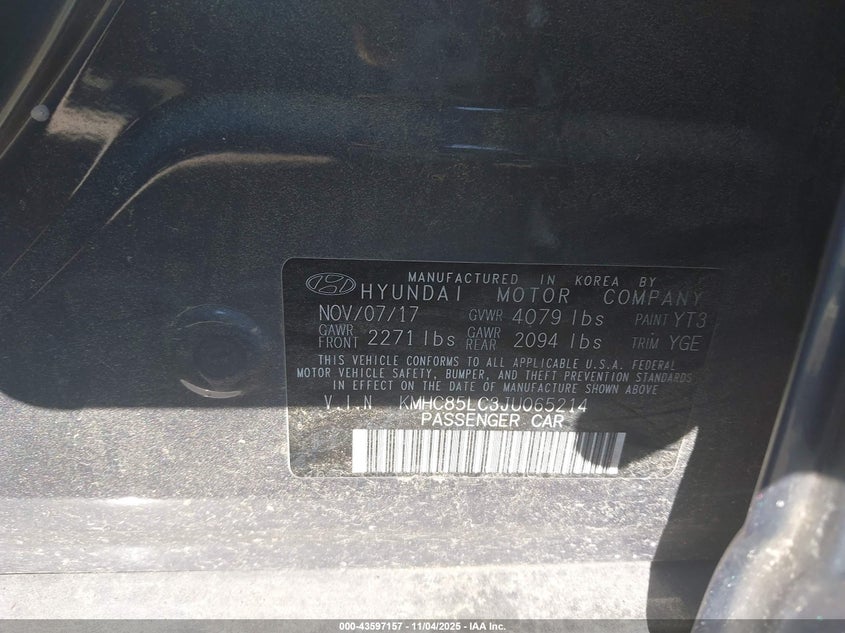 MANUFACTURED IN KOREA BY
HYUNDAI MOTOR COMPANY
NOV/07/17 GVWR 4079 lbs PAINT YT3
GAWR FRONT 2271 lbs GAWR REAR 2094 lbs TRIM YGE
THIS VEHICLE CONFORMS TO ALL APPLICABLE U.S.A. FEDERAL
MOTOR VEHICLE SAFETY, BUMPER, AND THEFT PREVENTION STANDARDS
IN EFFECT ON THE DATE OF MANUFACTURE SHOWN ABOVE
V.I.N KMHC85LC3JU065214
PASSENGER CAR
000-43597157 - 11/04/2025 - IAA Inc.